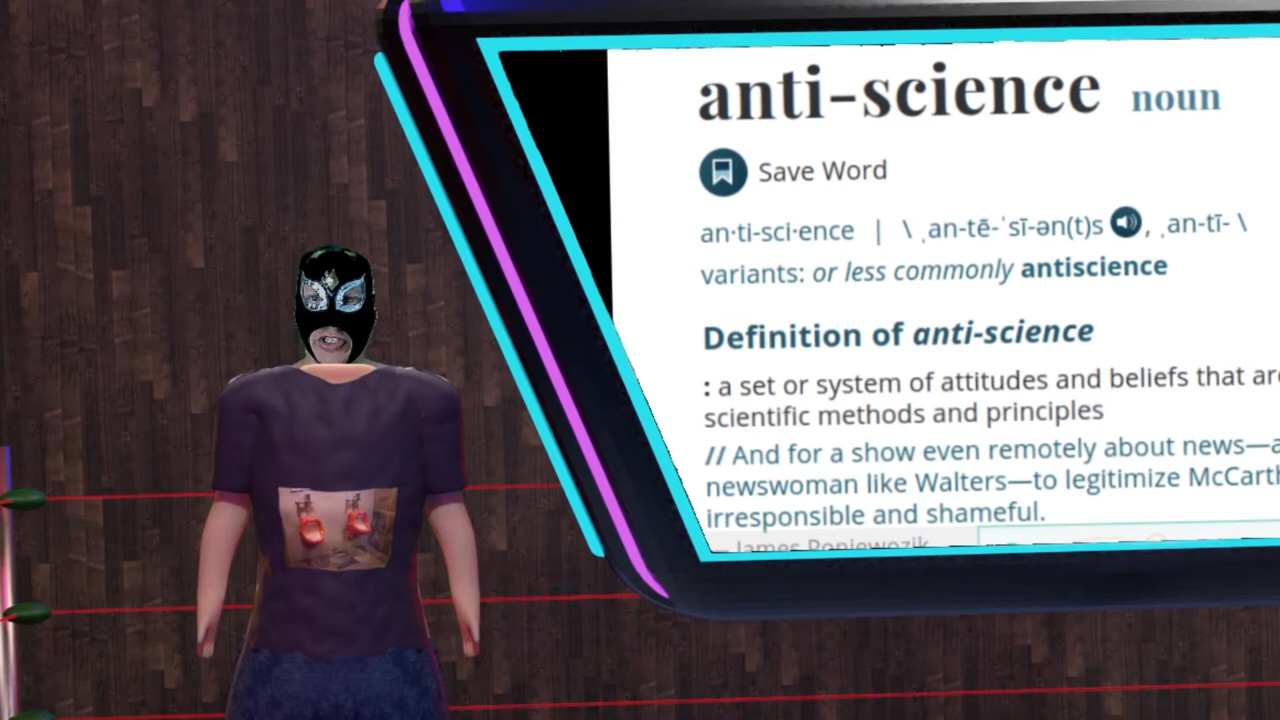 anti-science noun
Save Word
an·ti-sci·ence | \ ˌan-tē-ˈsī-ən(t)s , ˌan-tī- \
variants: or less commonly antiscience
Definition of anti-science
: a set or system of attitudes and beliefs that
scientific methods and principles
// And for a show even remotely about news—
newswoman like Walters—to legitimize
irresponsible and shameful.
— James Poniewozik